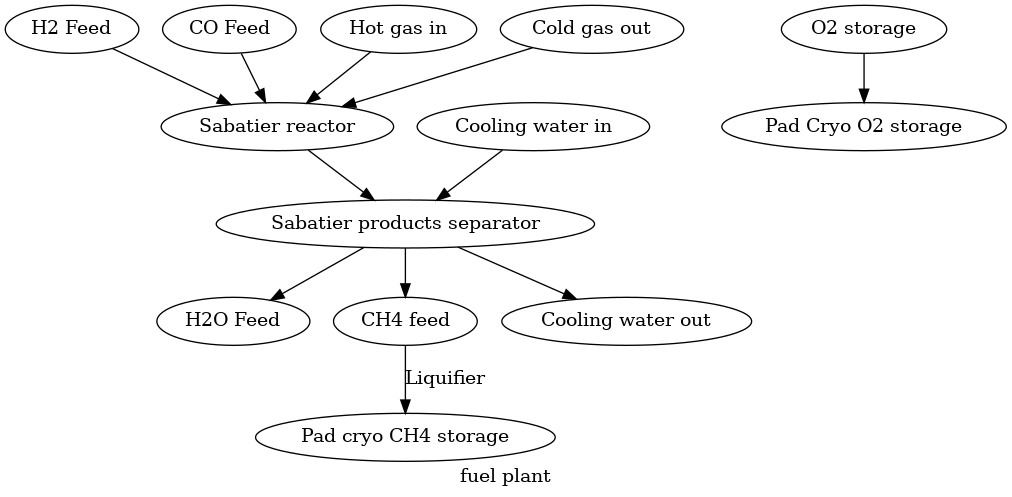 H2 Feed
CO Feed
Hot gas in
Cold gas out
O2 storage
Sabatier reactor
Cooling water in
Pad Cryo O2 storage
Sabatier products separator
H2O Feed
CH4 feed
Cooling water out
Liquifier
Pad cryo CH4 storage
fuel plant